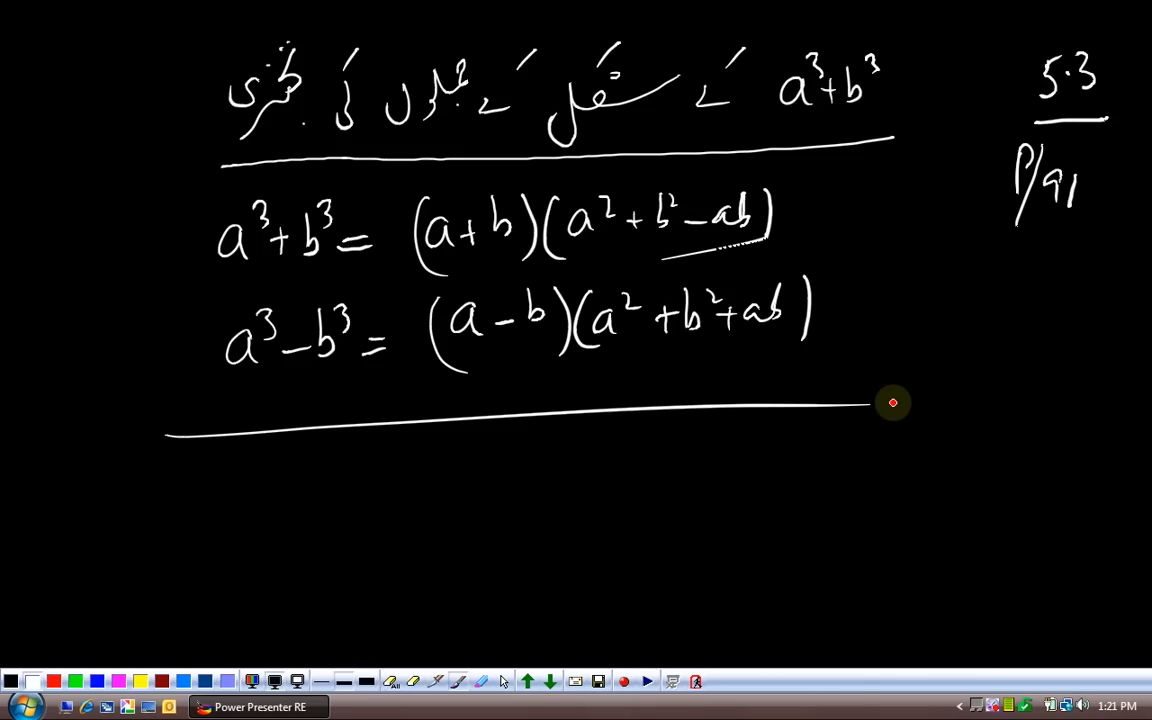 a³+b³ کے شکل کے جملوں کی تجزی
5.3
P/91
a³+b³ = (a+b)(a²+b²-ab)
a³-b³ = (a-b)(a²+b²+ab)
Power Presenter RE
1:21 PM